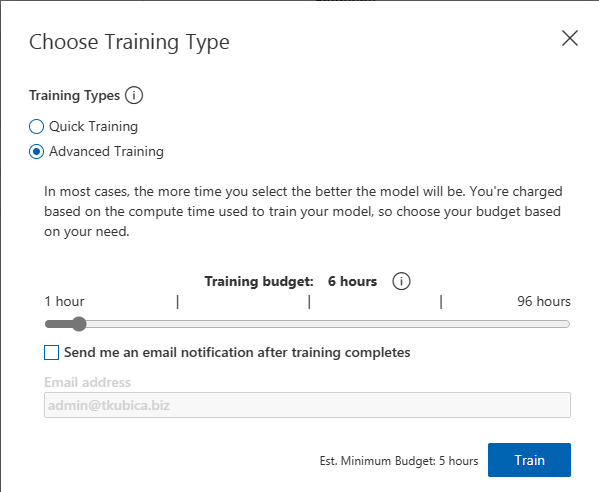 Choose Training Type
Training Types
Quick Training
Advanced Training
In most cases, the more time you select the better the model will be. You're charged
based on the compute time used to train your model, so choose your budget based
on your need.
Training budget: 6 hours
1 hour | | | 96 hours
Send me an email notification after training completes
Email address
admin@tkubica.biz
Est. Minimum Budget: 5 hours Train